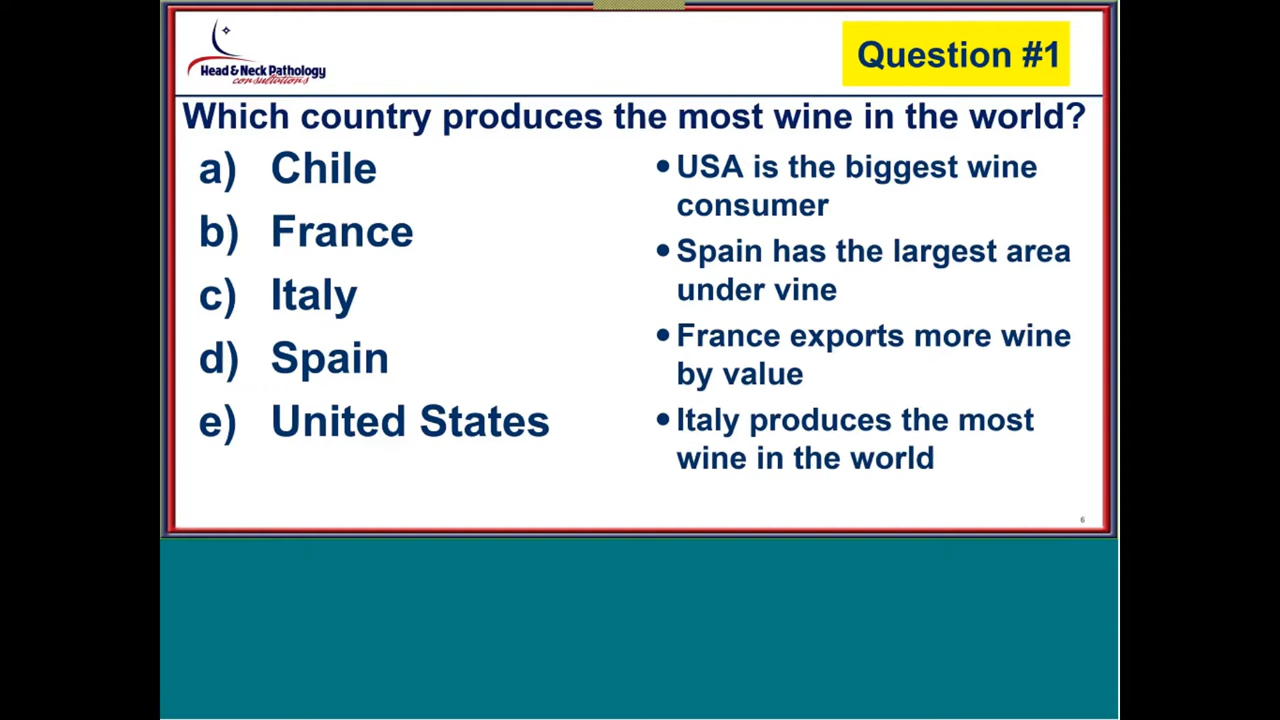 Head & Neck Pathology
consultations
Question #1
Which country produces the most wine in the world?
a) Chile
b) France
c) Italy
d) Spain
e) United States
• USA is the biggest wine
consumer
• Spain has the largest area
under vine
• France exports more wine
by value
• Italy produces the most
wine in the world
6